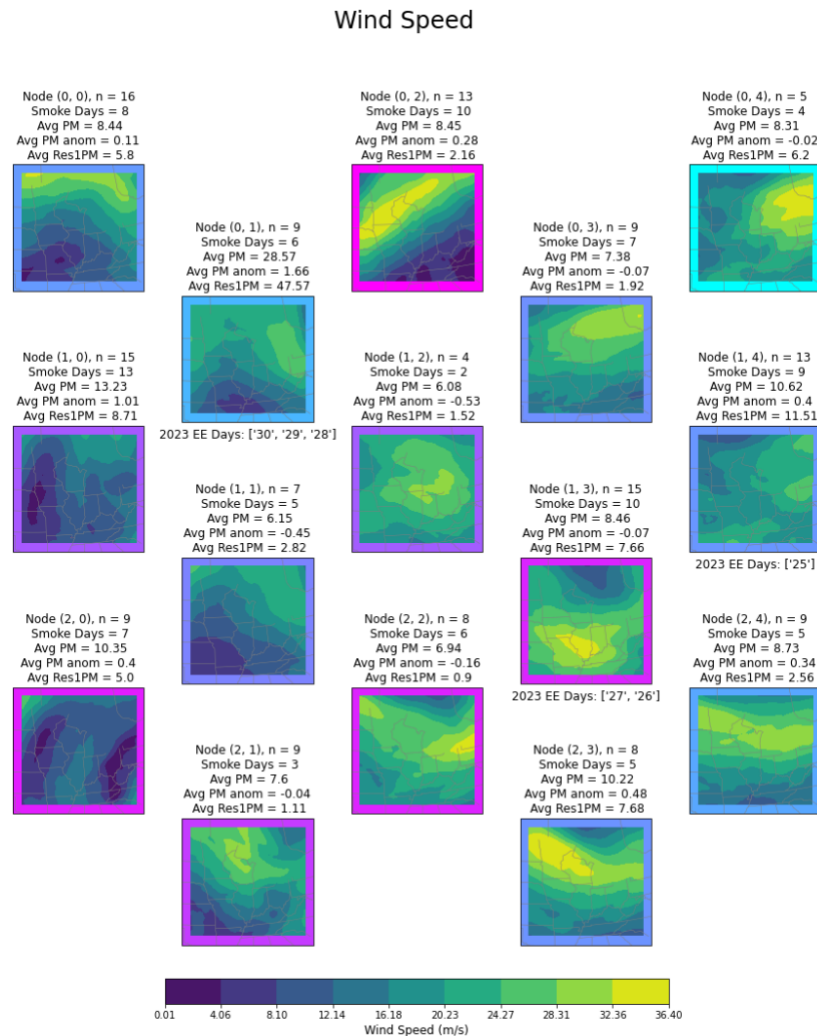 Wind Speed
Node (0, 0), n = 16
Smoke Days = 8
Avg PM = 8.44
Avg PM anom = 0.11
Avg Res1PM = 5.8
Node (0, 2), n = 13
Smoke Days = 10
Avg PM = 8.45
Avg PM anom = 0.28
Avg Res1PM = 2.16
Node (0, 4), n = 5
Smoke Days = 4
Avg PM = 8.31
Avg PM anom = -0.02
Avg Res1PM = 6.2
Node (0, 1), n = 9
Smoke Days = 6
Avg PM = 28.57
Avg PM anom = 1.66
Avg Res1PM = 47.57
2023 EE Days: ['30', '29', '28']
Node (0, 3), n = 9
Smoke Days = 7
Avg PM = 7.38
Avg PM anom = -0.07
Avg Res1PM = 1.92
Node (1, 0), n = 15
Smoke Days = 13
Avg PM = 13.23
Avg PM anom = 1.01
Avg Res1PM = 8.71
Node (1, 2), n = 4
Smoke Days = 2
Avg PM = 6.08
Avg PM anom = -0.53
Avg Res1PM = 1.52
Node (1, 4), n = 13
Smoke Days = 9
Avg PM = 10.62
Avg PM anom = 0.4
Avg Res1PM = 11.51
2023 EE Days: ['25']
Node (1, 1), n = 7
Smoke Days = 5
Avg PM = 6.15
Avg PM anom = -0.45
Avg Res1PM = 2.82
Node (1, 3), n = 15
Smoke Days = 10
Avg PM = 8.46
Avg PM anom = -0.07
Avg Res1PM = 7.66
2023 EE Days: ['27', '26']
Node (2, 0), n = 9
Smoke Days = 7
Avg PM = 10.35
Avg PM anom = 0.4
Avg Res1PM = 5.0
Node (2, 2), n = 8
Smoke Days = 6
Avg PM = 6.94
Avg PM anom = -0.16
Avg Res1PM = 0.9
Node (2, 4), n = 9
Smoke Days = 5
Avg PM = 8.73
Avg PM anom = 0.34
Avg Res1PM = 2.56
Node (2, 1), n = 9
Smoke Days = 3
Avg PM = 7.6
Avg PM anom = -0.04
Avg Res1PM = 1.11
Node (2, 3), n = 8
Smoke Days = 5
Avg PM = 10.22
Avg PM anom = 0.48
Avg Res1PM = 7.68
0.01 4.06 8.10 12.14 16.18 20.23 24.27 28.31 32.36 36.40
Wind Speed (m/s)